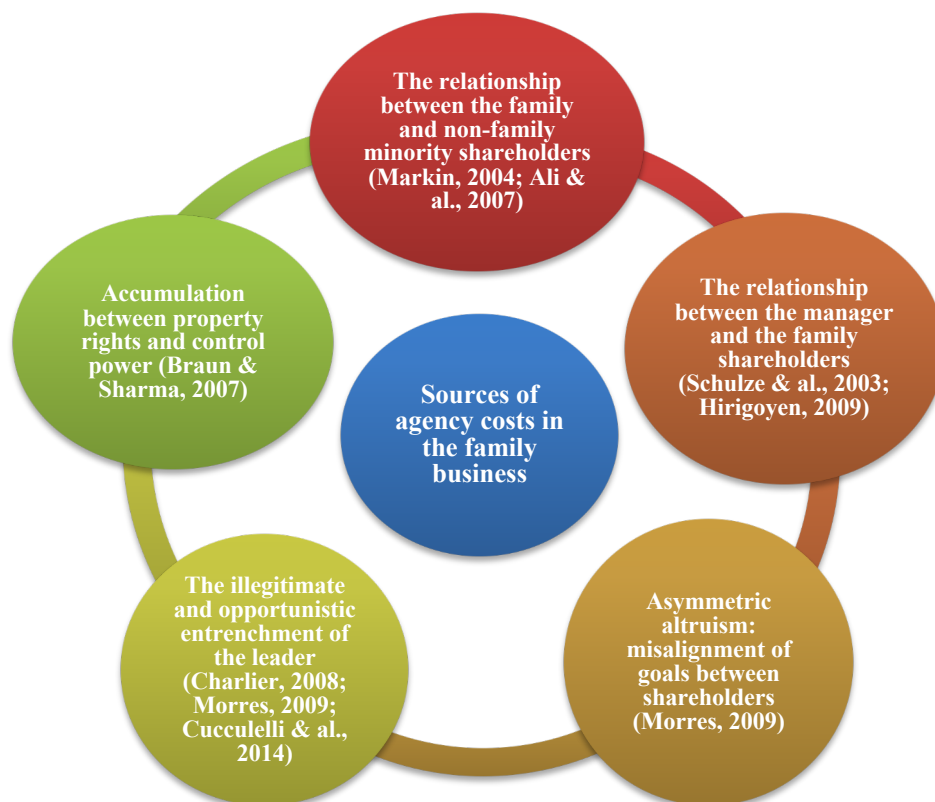 The relationship
between the family
and non-family
minority shareholders
(Markin, 2004; Ali &
al., 2007)
The relationship
between the manager
and the family
shareholders
(Schulze & al., 2003;
Hirigoyen, 2009)
Asymmetric
altruism:
misalignment of
goals between
shareholders
(Morres, 2009)
The illegitimate
and opportunistic
entrenchment of
the leader
(Charlier, 2008;
Morres, 2009;
Cucculelli & al.,
2014)
Accumulation
between property
rights and control
power (Braun &
Sharma, 2007)
Sources of
agency costs in
the family
business